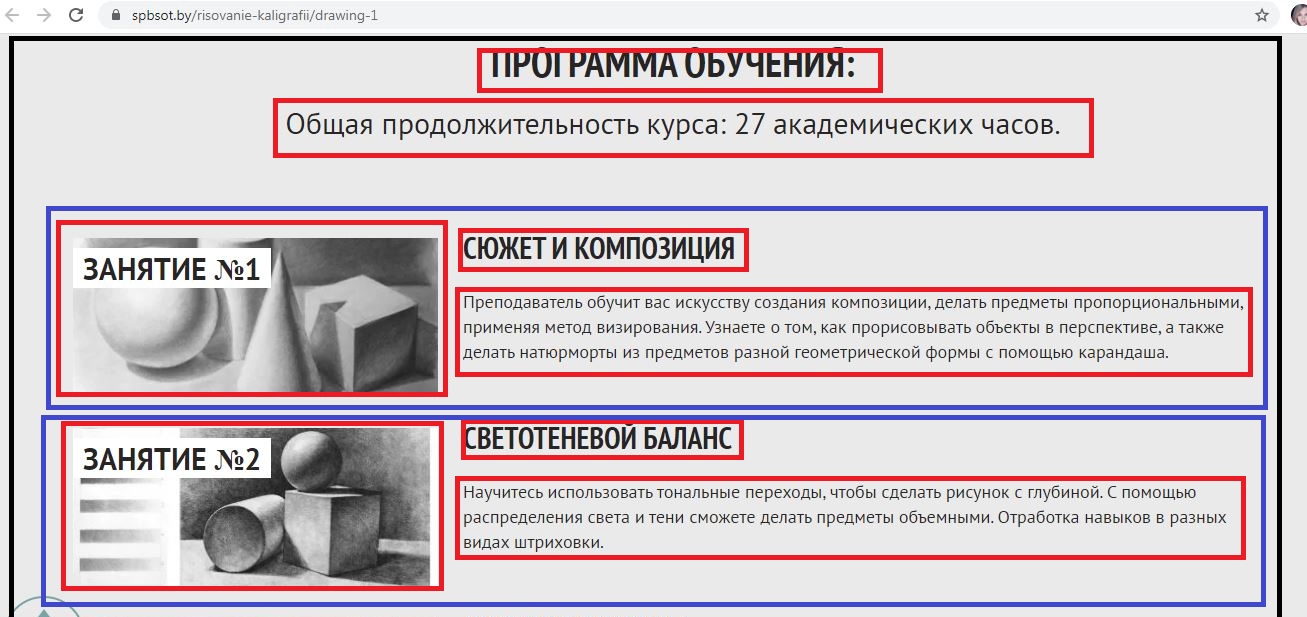 spbsot.by/risovanie-kaligrafii/drawing-1
ПРОГРАММА ОБУЧЕНИЯ:
Общая продолжительность курса: 27 академических часов.
ЗАНЯТИЕ №1
СЮЖЕТ И КОМПОЗИЦИЯ
Преподаватель обучит вас искусству создания композиции, делать предметы пропорциональными,
применяя метод визирования. Узнаете о том, как прорисовывать объекты в перспективе, а также
делать натюрморты из предметов разной геометрической формы с помощью карандаша.
ЗАНЯТИЕ №2
СВЕТОТЕНЕВОЙ БАЛАНС
Научитесь использовать тональные переходы, чтобы сделать рисунок с глубиной. С помощью
распределения света и тени сможете делать предметы объемными. Отработка навыков в разных
видах штриховки.